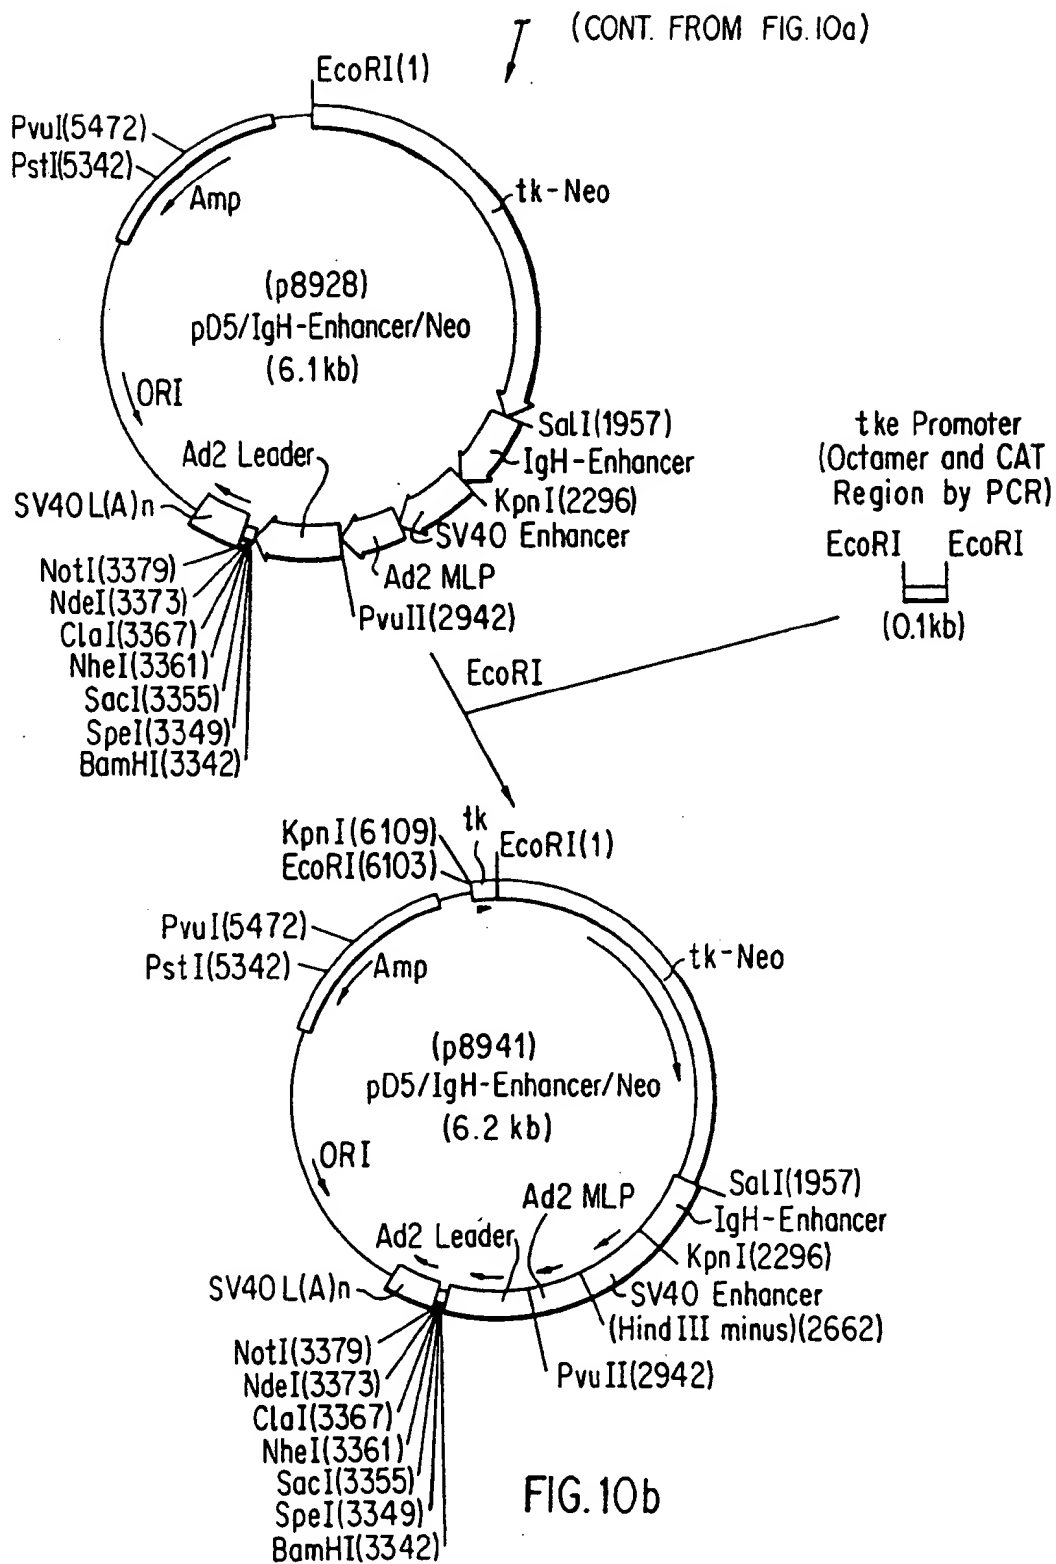 (CONT. FROM FIG. 10a)
EcoRI(1)
PvuI(5472)
PstI(5342)
Amp
tk-Neo
(p8928)
pD5/IgH-Enhancer/Neo
(6.1kb)
ORI
Ad2 Leader
SV40 L(A)n
SalI(1957)
IgH-Enhancer
KpnI(2296)
SV40 Enhancer
Ad2 MLP
PvuII(2942)
NotI(3379)
NdeI(3373)
ClaI(3367)
NheI(3361)
SacI(3355)
SpeI(3349)
BamHI(3342)
tke Promoter
(Octamer and CAT
Region by PCR)
EcoRI EcoRI
(0.1kb)
EcoRI
tk
KpnI(6109)
EcoRI(6103)
EcoRI(1)
PvuI(5472)
PstI(5342)
Amp
tk-Neo
(p8941)
pD5/IgH-Enhancer/Neo
(6.2 kb)
ORI
Ad2 MLP
Ad2 Leader
SV40 L(A)n
SalI(1957)
IgH-Enhancer
KpnI(2296)
SV40 Enhancer
(Hind III minus)(2662)
PvuII(2942)
NotI(3379)
NdeI(3373)
ClaI(3367)
NheI(3361)
SacI(3355)
SpeI(3349)
BamHI(3342)
FIG. 10b